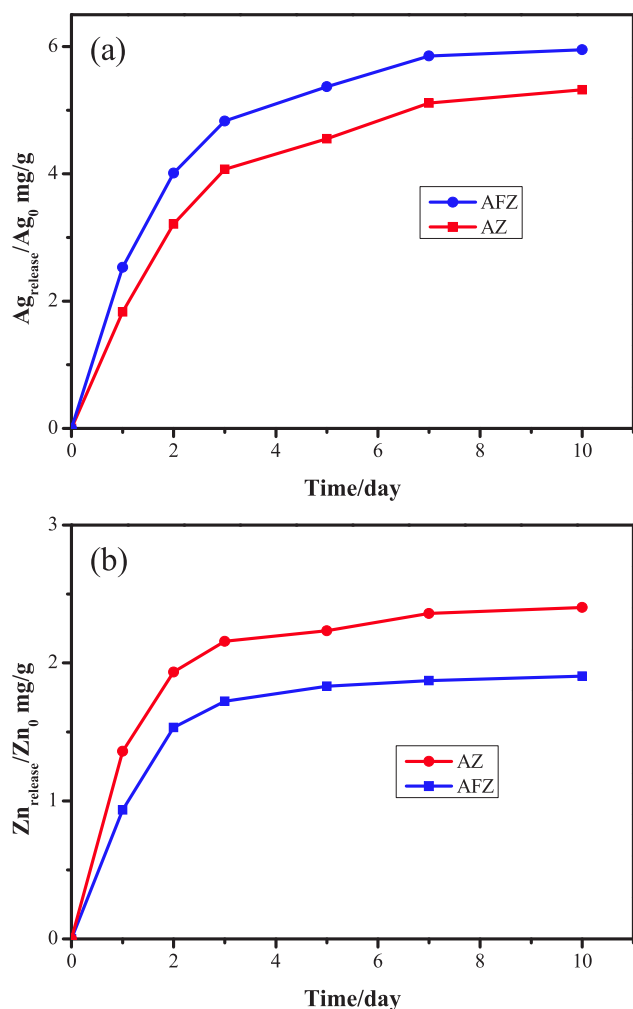 (a)
6
4
2
0
Ag_release/Ag_0 mg/g
AFZ
AZ
0 2 4 6 8 10
Time/day
(b)
3
2
1
0
Zn_release/Zn_0 mg/g
AZ
AFZ
0 2 4 6 8 10
Time/day